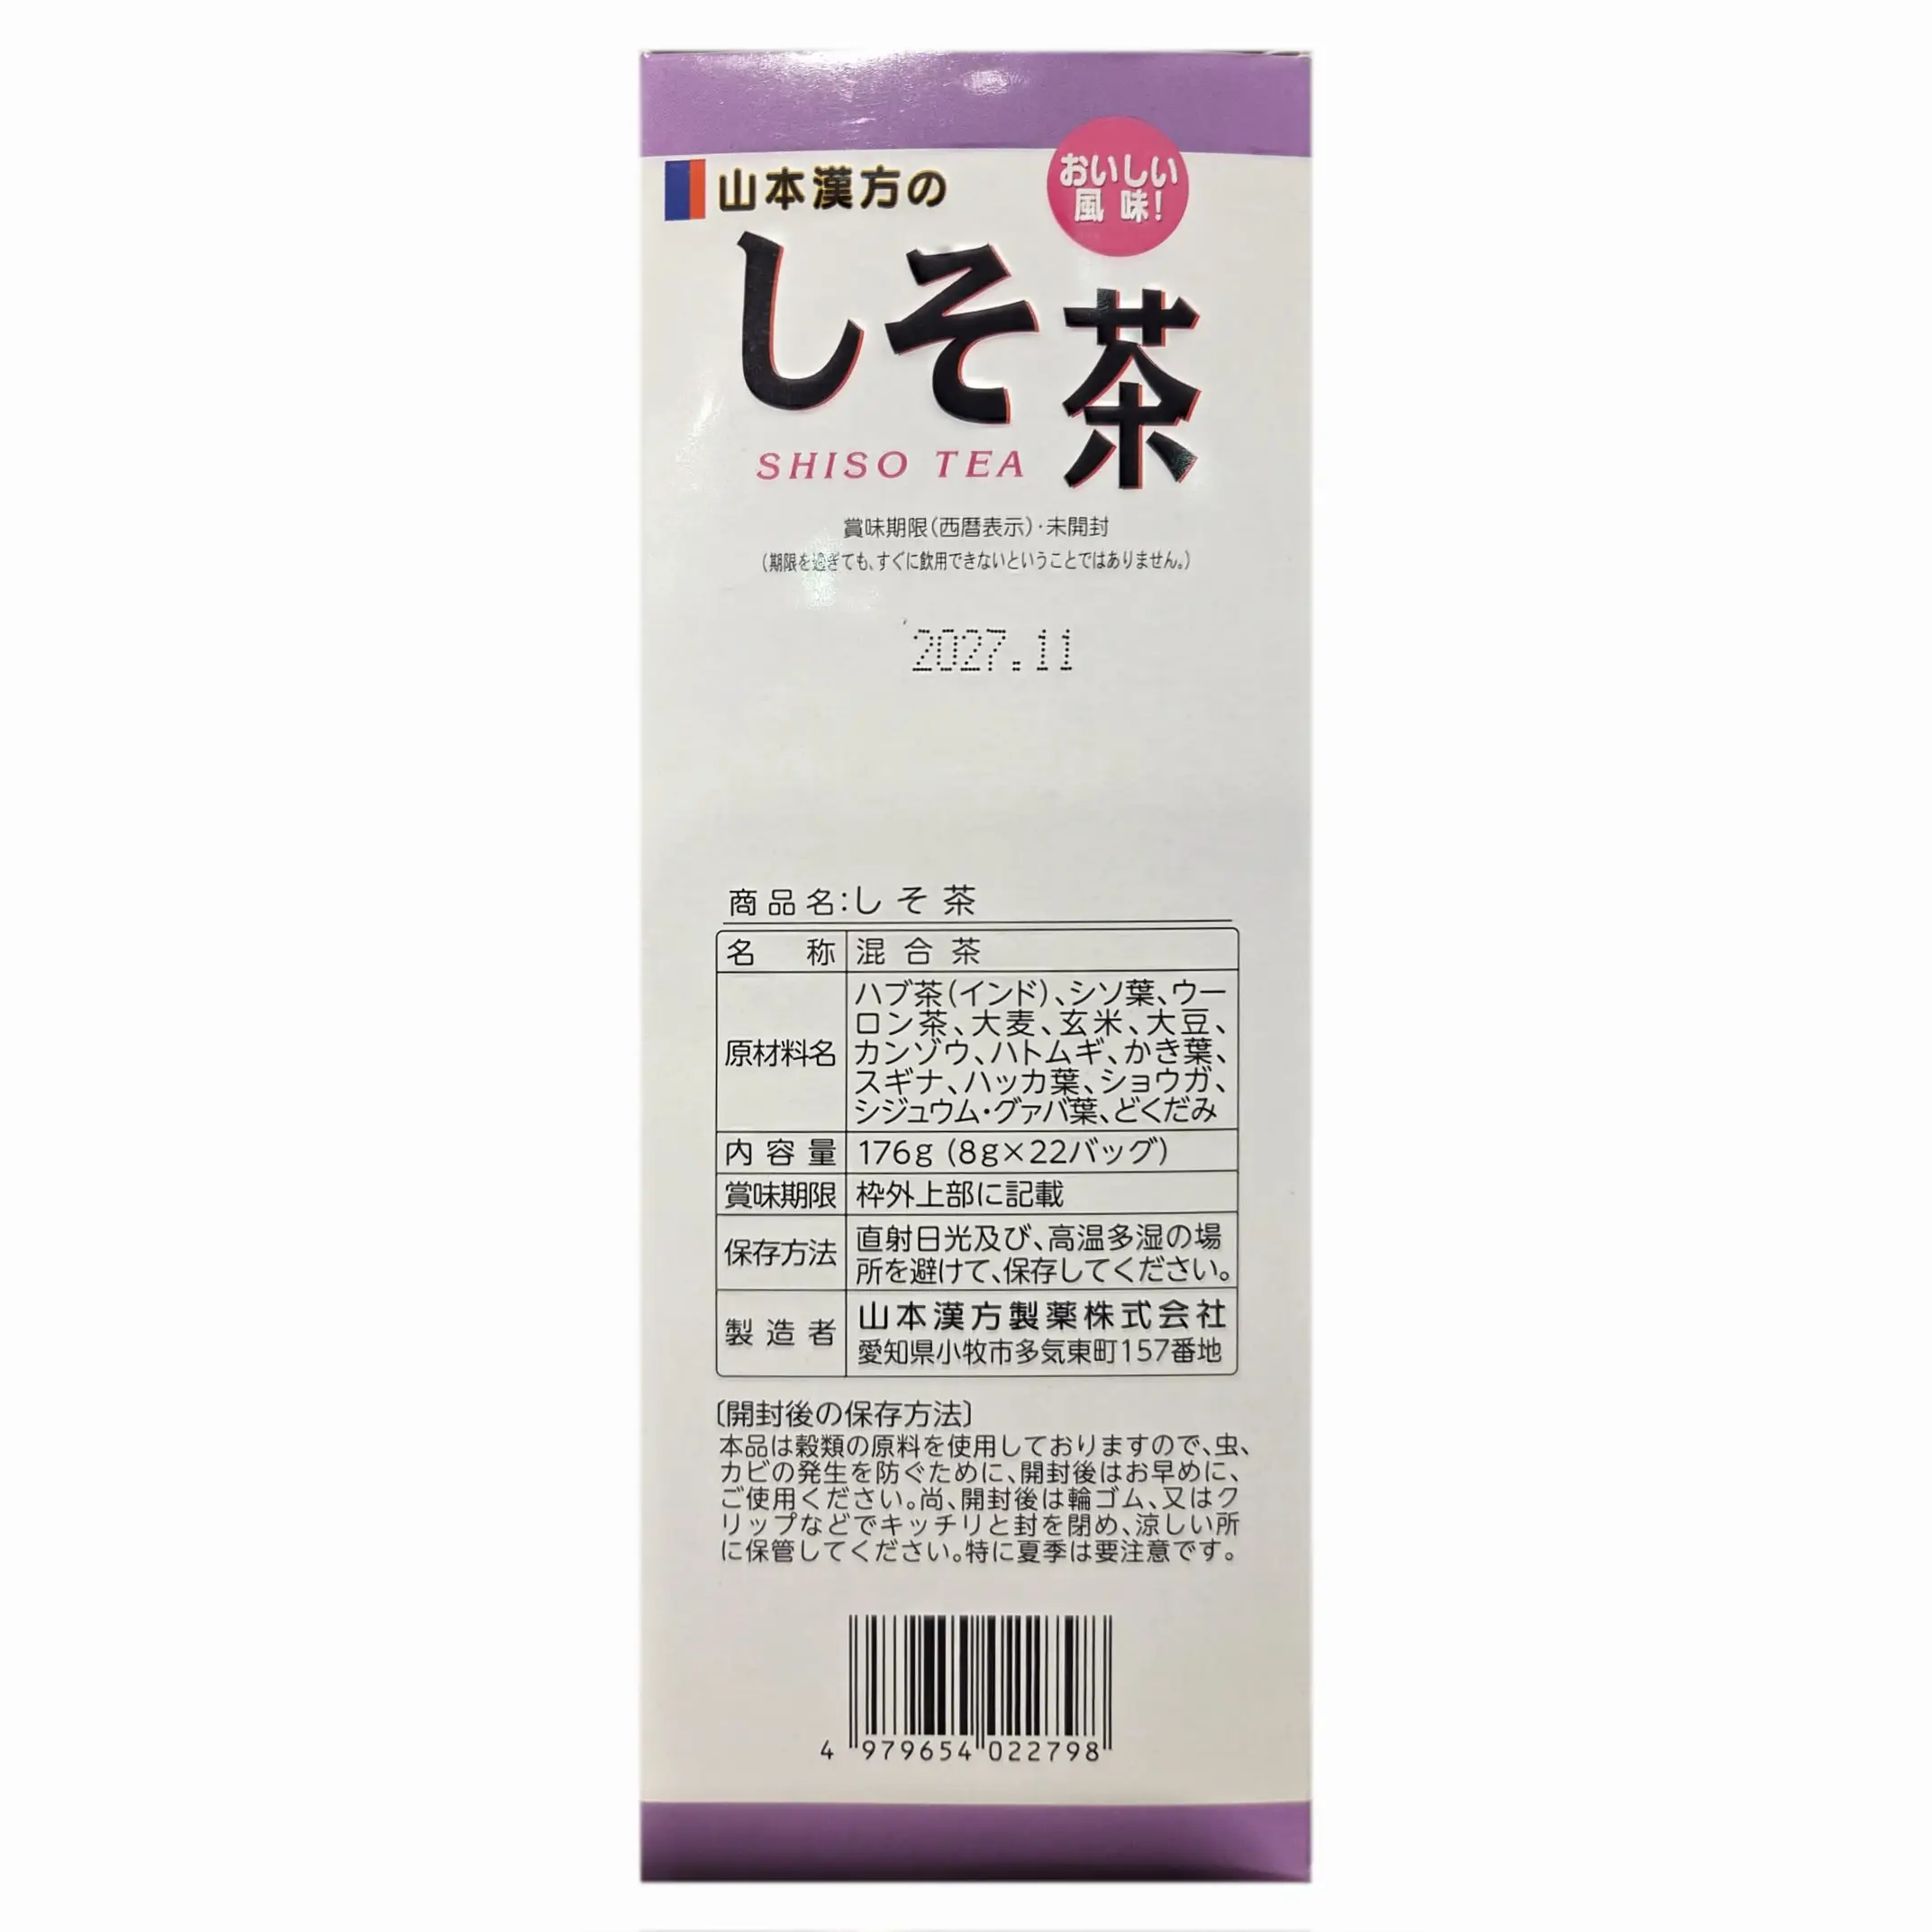 山本漢方の
おいしい
風味!
しそ茶
SHISO TEA
賞味期限(西暦表示)・未開封
(期限を過ぎても、すぐに飲用できないということではありません。)
2027.11
商品名:しそ茶
名称 混合茶
原材料名 ハブ茶(インド)、シソ葉、ウー
ロン茶、大麦、玄米、大豆、
カンゾウ、ハトムギ、かき葉、
スギナ、ハッカ葉、ショウガ、
シジュウム・グァバ葉、どくだみ
内容量 176g (8g×22バッグ)
賞味期限 枠外上部に記載
保存方法 直射日光及び、高温多湿の場
所を避けて、保存してください。
製造者 山本漢方製薬株式会社
愛知県小牧市多気東町157番地
〔開封後の保存方法〕
本品は穀類の原料を使用しておりますので、虫、
カビの発生を防ぐために、開封後はお早めに、
ご使用ください。尚、開封後は輪ゴム、又はク
リップなどでキッチリと封を閉め、涼しい所
に保管してください。特に夏季は要注意です。
4 979654 022798